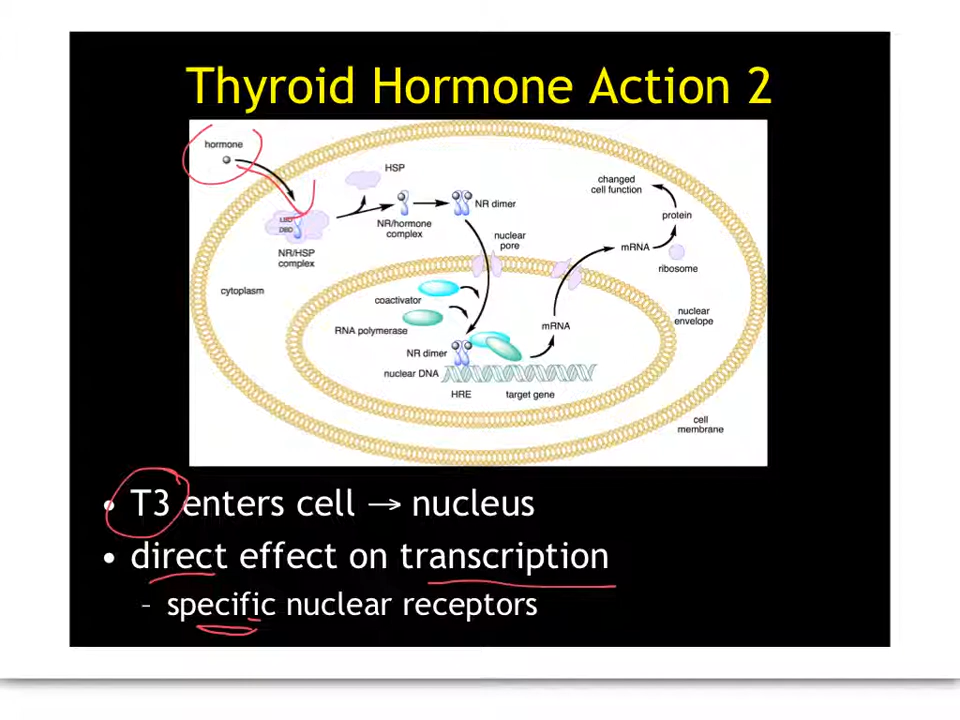 Thyroid Hormone Action 2
hormone
HSP
LBD
DBD
NR/HSP
complex
NR/hormone
complex
NR dimer
nuclear
pore
changed
cell function
protein
mRNA
ribosome
cytoplasm
coactivator
RNA polymerase
mRNA
nuclear
envelope
NR dimer
nuclear DNA
HRE
target gene
cell
membrane
• T3 enters cell → nucleus
• direct effect on transcription
– specific nuclear receptors